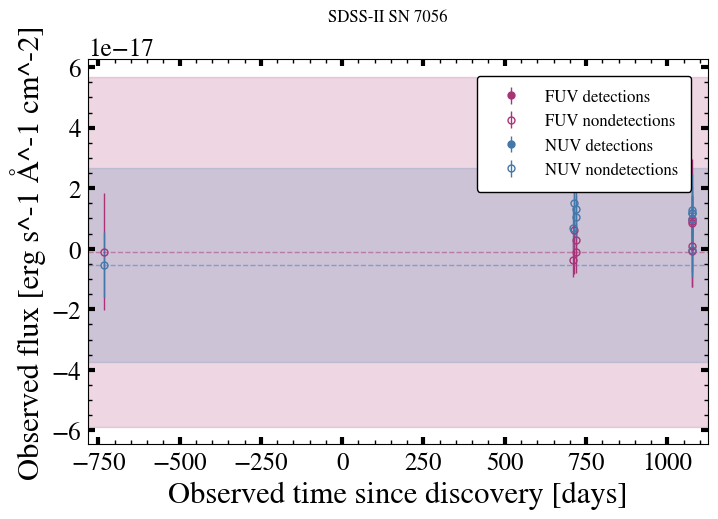 SDSS-II SN 7056
1e−17
Observed flux [erg s^-1 Å^-1 cm^-2]
6
4
2
0
−2
−4
−6
FUV detections
FUV nondetections
NUV detections
NUV nondetections
−750 −500 −250 0 250 500 750 1000
Observed time since discovery [days]